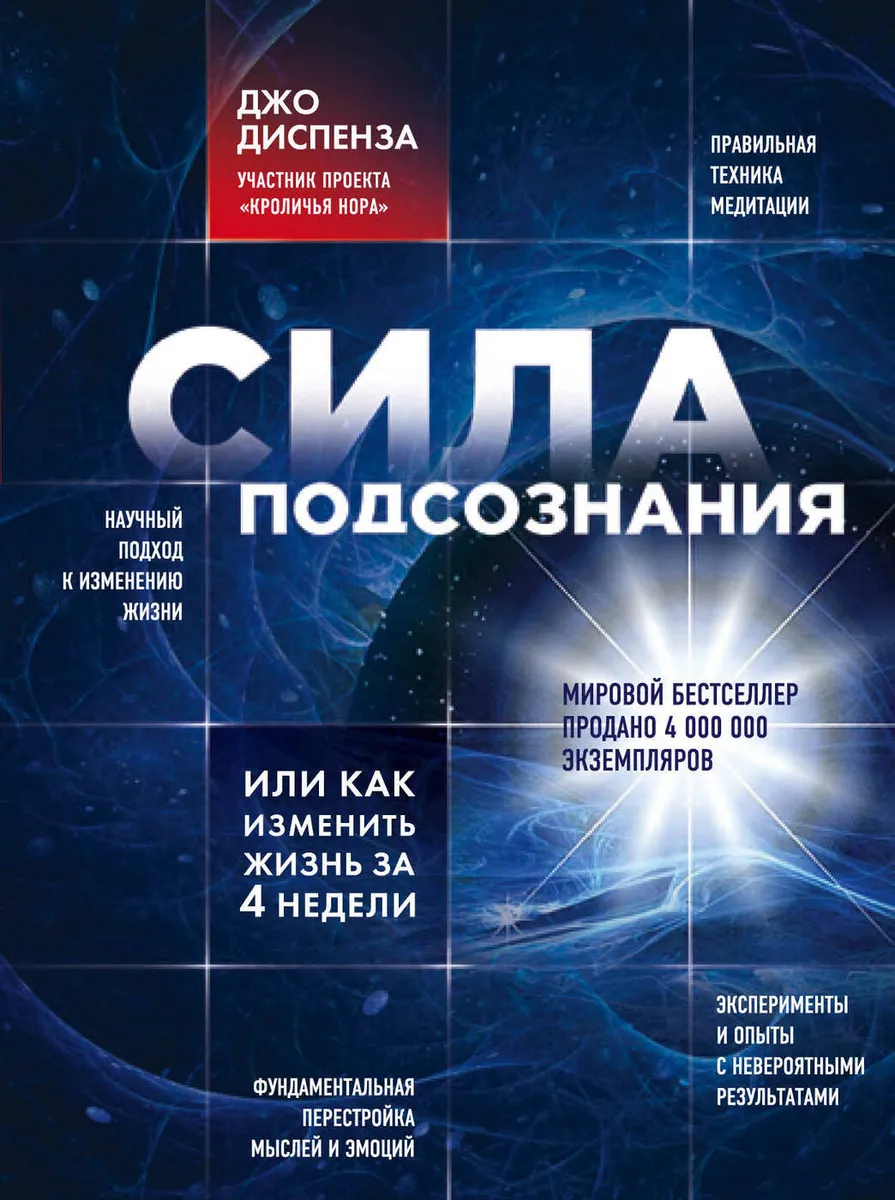 ДЖО
ДИСПЕНЗА
УЧАСТНИК ПРОЕКТА
«КРОЛИЧЬЯ НОРА»
ПРАВИЛЬНАЯ
ТЕХНИКА
МЕДИТАЦИИ
СИЛА
ПОДСОЗНАНИЯ
НАУЧНЫЙ
ПОДХОД
К ИЗМЕНЕНИЮ
ЖИЗНИ
МИРОВОЙ БЕСТСЕЛЛЕР
ПРОДАНО 4 000 000
ЭКЗЕМПЛЯРОВ
ИЛИ КАК
ИЗМЕНИТЬ
ЖИЗНЬ ЗА
4 НЕДЕЛИ
ЭКСПЕРИМЕНТЫ
И ОПЫТЫ
С НЕВЕРОЯТНЫМИ
РЕЗУЛЬТАТАМИ
ФУНДАМЕНТАЛЬНАЯ
ПЕРЕСТРОЙКА
МЫСЛЕЙ И ЭМОЦИЙ